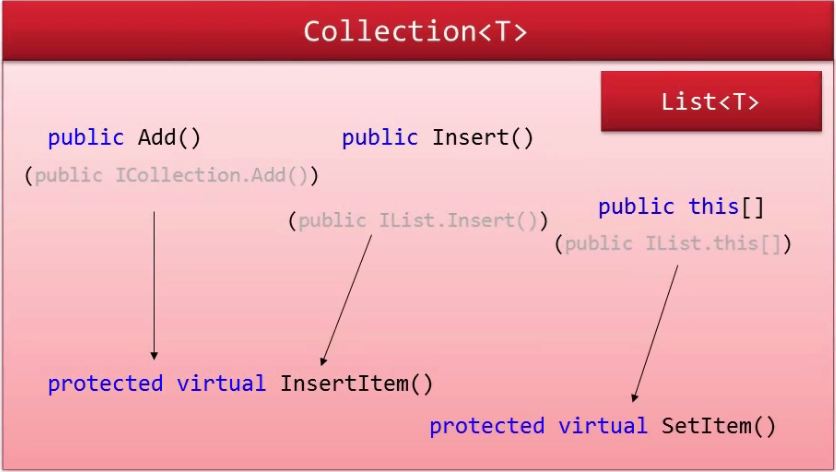 Collection<T>
List<T>
public Add()
public Insert()
(public ICollection.Add())
public this[]
(public IList.Insert())
(public IList.this[])
protected virtual InsertItem()
protected virtual SetItem()